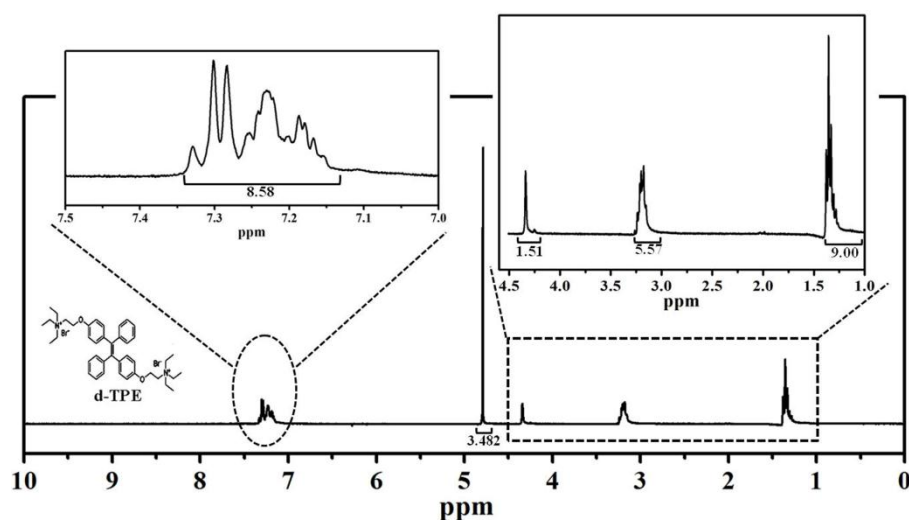 7.5 7.4 7.3 7.2 7.1 7.0
ppm
8.58
4.5 4.0 3.5 3.0 2.5 2.0 1.5 1.0
ppm
1.51
5.57
9.00
N⁺
Br⁻
O
O
Br⁻
N⁺
d-TPE
3.482
10 9 8 7 6 5 4 3 2 1 0
ppm